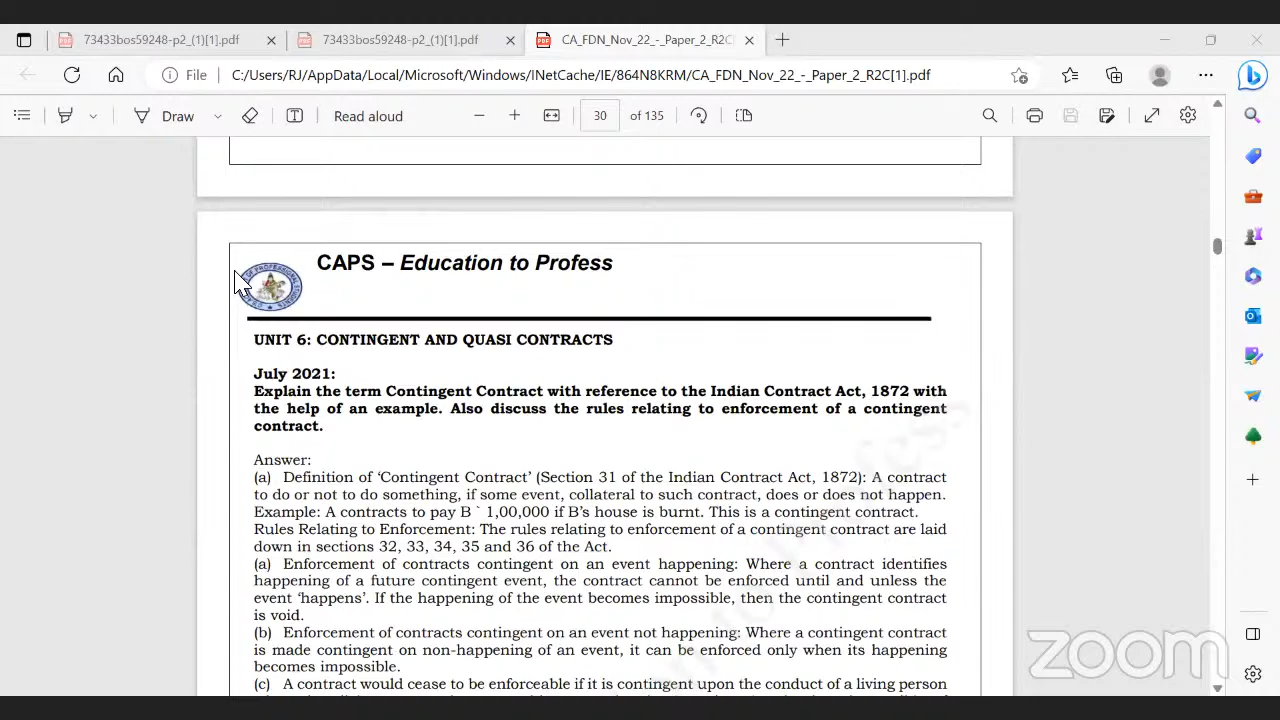 73433bos59248-p2_(1)[1].pdf
73433bos59248-p2_(1)[1].pdf
CA_FDN_Nov_22_-_Paper_2_R2C
File
C:/Users/RJ/AppData/Local/Microsoft/Windows/INetCache/IE/864N8KRM/CA_FDN_Nov_22_-_Paper_2_R2C[1].pdf
Draw
Read aloud
30 of 135
CAPS – Education to Profess
UNIT 6: CONTINGENT AND QUASI CONTRACTS
July 2021:
Explain the term Contingent Contract with reference to the Indian Contract Act, 1872 with
the help of an example. Also discuss the rules relating to enforcement of a contingent
contract.
Answer:
(a) Definition of ‘Contingent Contract’ (Section 31 of the Indian Contract Act, 1872): A contract
to do or not to do something, if some event, collateral to such contract, does or does not happen.
Example: A contracts to pay B ` 1,00,000 if B’s house is burnt. This is a contingent contract.
Rules Relating to Enforcement: The rules relating to enforcement of a contingent contract are laid
down in sections 32, 33, 34, 35 and 36 of the Act.
(a) Enforcement of contracts contingent on an event happening: Where a contract identifies
happening of a future contingent event, the contract cannot be enforced until and unless the
event ‘happens’. If the happening of the event becomes impossible, then the contingent contract
is void.
(b) Enforcement of contracts contingent on an event not happening: Where a contingent contract
is made contingent on non-happening of an event, it can be enforced only when its happening
becomes impossible.
(c) A contract would cease to be enforceable if it is contingent upon the conduct of a living person
zoom